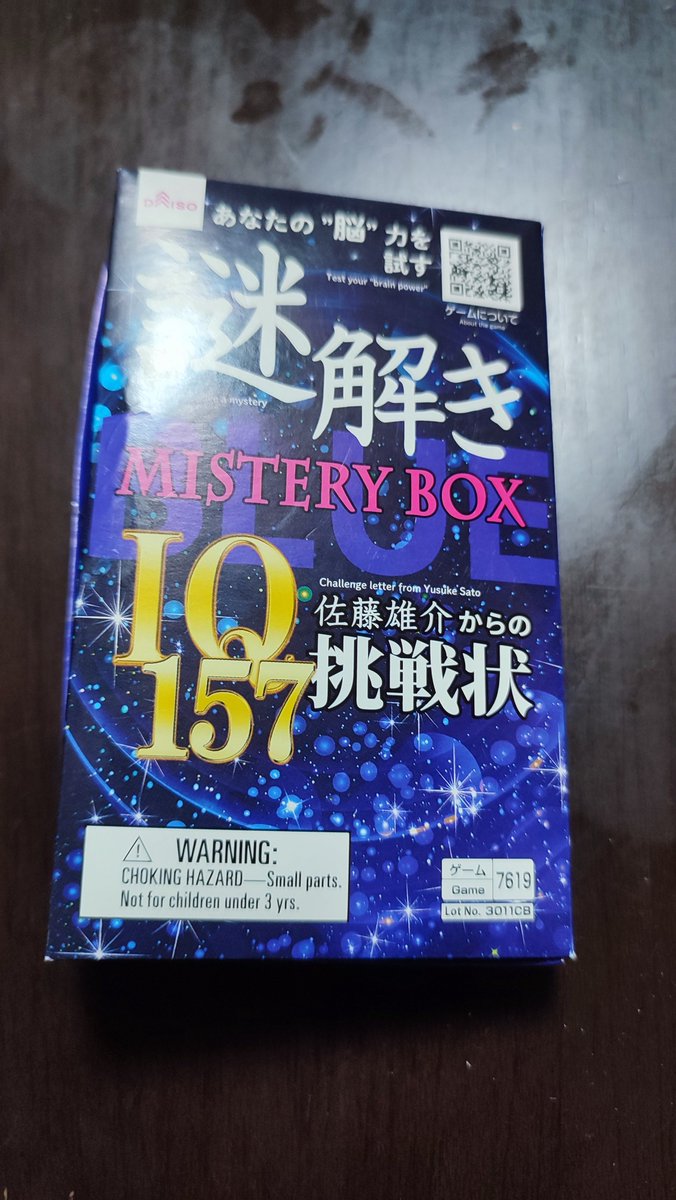 DAISO
あなたの"脳"力を
試す
Test your "brain power"
ゲームについて
About the game
謎解き
a mystery
BLUE
MISTERY BOX
IQ
157
Challenge letter from Yusuke Sato
佐藤雄介からの
挑戦状
WARNING:
CHOKING HAZARD—Small parts.
Not for children under 3 yrs.
ゲーム
Game
7619
Lot No. 3011CB